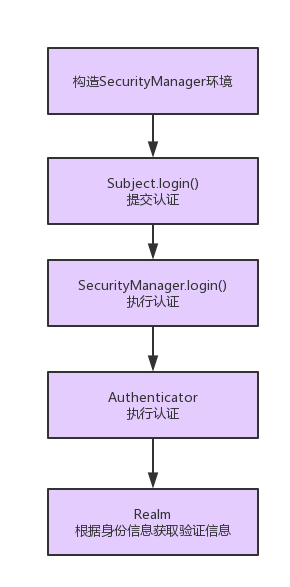 构造SecurityManager环境
Subject.login()
提交认证
SecurityManager.login()
执行认证
Authenticator
执行认证
Realm
根据身份信息获取验证信息